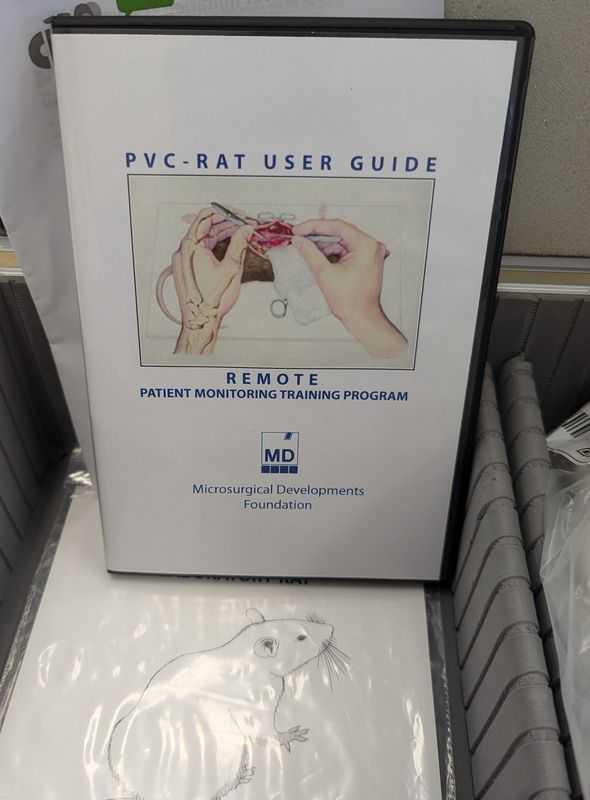 PVC-RAT USER GUIDE
REMOTE
PATIENT MONITORING TRAINING PROGRAM
MD
Microsurgical Developments
Foundation